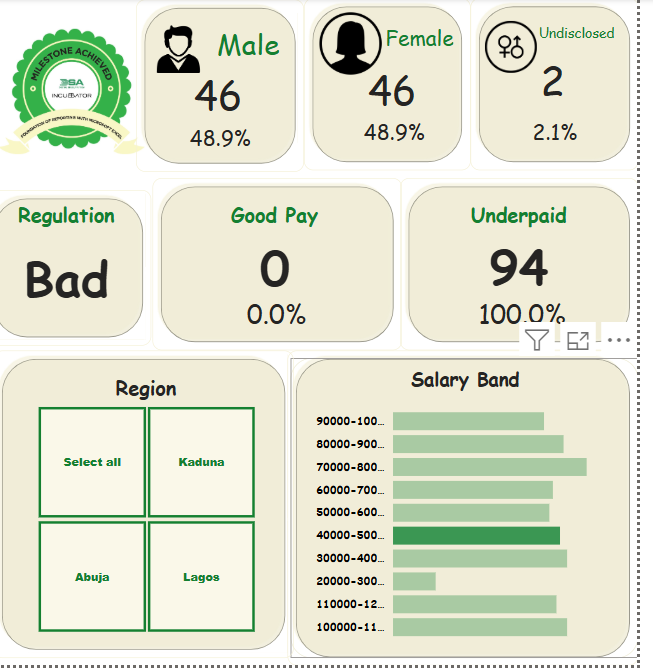 MILESTONE ACHIEVED
DSA
INCUBATOR
FOUNDATION OF REPORTING WITH MICROSOFT EXCEL
Male
46
48.9%
Female
46
48.9%
Undisclosed
2
2.1%
Regulation
Bad
Good Pay
0
0.0%
Underpaid
94
100.0%
Region
Select all
Kaduna
Abuja
Lagos
Salary Band
90000-100...
80000-900...
70000-800...
60000-700...
50000-600...
40000-500...
30000-400...
20000-300...
110000-12...
100000-11...